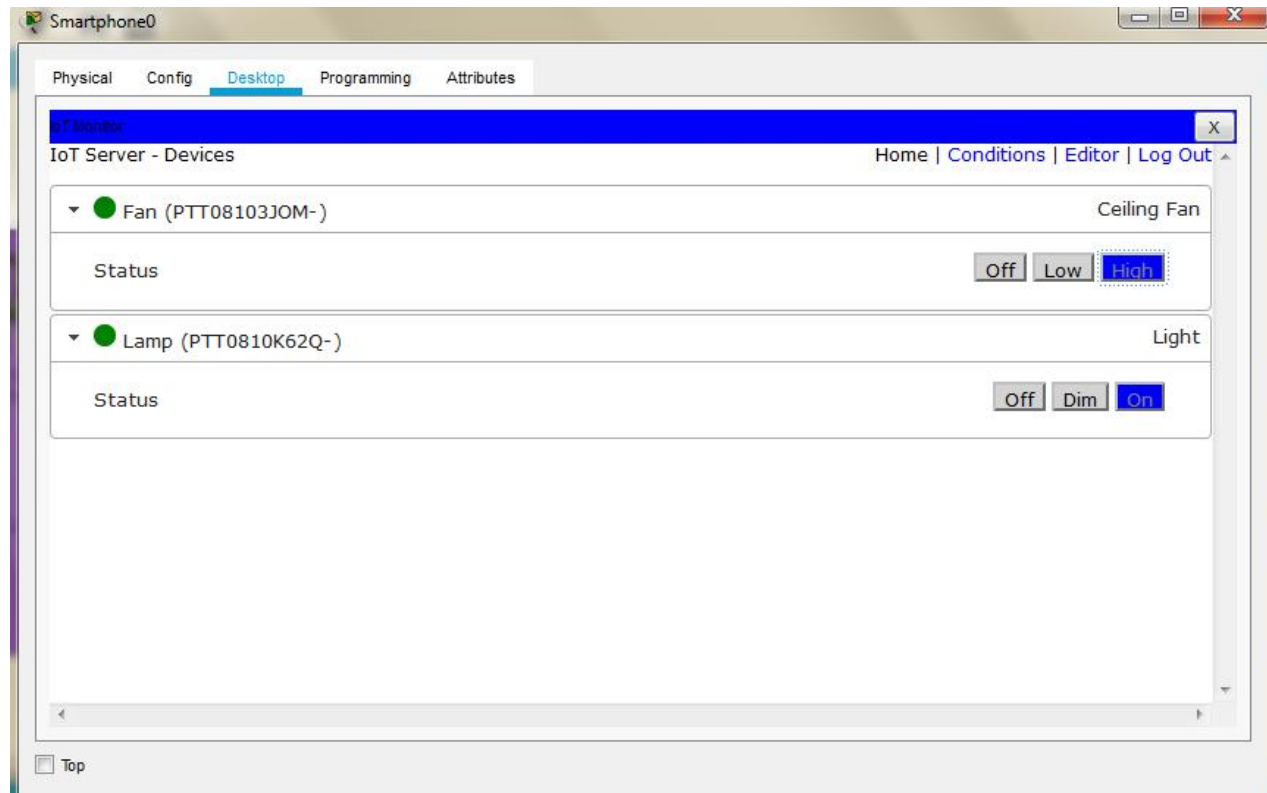 Smartphone0
X
Physical Config Desktop Programming Attributes
IoT Monitor
X
IoT Server - Devices Home | Conditions | Editor | Log Out
Fan (PTT08103JOM-) Ceiling Fan
Status Off Low High
Lamp (PTT0810K62Q-) Light
Status Off Dim On
Top